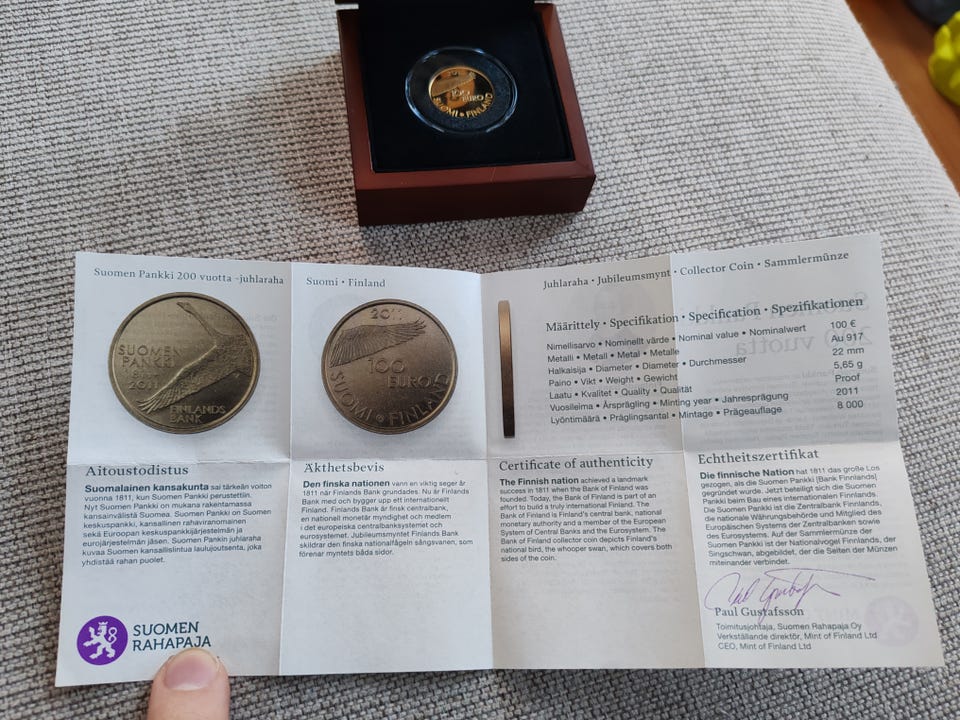 2011
100
EURO
SUOMI • FINLAND
Suomen Pankki 200 vuotta -juhlaraha
SUOMEN
PANKKI
1811
2011
FINLANDS
BANK
Suomi • Finland
2011
100
EURO
SUOMI • FINLAND
Juhlaraha • Jubileumsmynt • Collector Coin • Sammlermünze
Määrittely • Spesifikation • Specification • Spezifikationen
Nimellisarvo • Nominellt värde • Nominal value • Nominalwert 100 €
Metalli • Metall • Metal • Metalle Au 917
Halkaisija • Diameter • Diameter • Durchmesser 22 mm
Paino • Vikt • Weight • Gewicht 5,65 g
Laatu • Kvalitet • Quality • Qualität Proof
Vuosileima • Årsprägling • Minting year • Jahresprägung 2011
Lyöntimäärä • Präglingsantal • Mintage • Prägeauflage 8 000
Aitoustodistus
Suomalainen kansakunta sai tärkeän voiton
vuonna 1811, kun Suomen Pankki perustettiin.
Nyt Suomen Pankki on mukana rakentamassa
kansainvälistä Suomea. Suomen Pankki on Suomen
keskuspankki, kansallinen rahaviranomainen
sekä Euroopan keskuspankkijärjestelmän ja
eurojärjestelmän jäsen. Suomen Pankin juhlaraha
kuvaa Suomen kansallislintua laulujoutsenta, joka
yhdistää rahan puolet.
SUOMEN
RAHAPAJA
Äkthetsbevis
Den finska nationen vann en viktig seger år
1811 när Finlands Bank grundades. Nu är Finlands
Bank med och bygger upp ett internationellt
Finland. Finlands Bank är finsk centralbank,
en nationell monetär myndighet och medlem
i det europeiska centralbanksystemet och
eurosystemet. Jubileumsmyntet Finlands Bank
skildrar den finska nationalfågeln sångsvanen, som
förenar myntets båda sidor.
Certificate of authenticity
The Finnish nation achieved a landmark
success in 1811 when the Bank of Finland was
founded. Today, the Bank of Finland is part of an
effort to build a truly international Finland. The
Bank of Finland is Finland's central bank, national
monetary authority and a member of the European
System of Central Banks and the Eurosystem. The
Bank of Finland collector coin depicts Finland's
national bird, the whooper swan, which covers both
sides of the coin.
Echtheitszertifikat
Die finnische Nation hat 1811 das große Los
gezogen, als die Suomen Pankki (Bank Finnlands)
gegründet wurde. Jetzt beteiligt sich die Suomen
Pankki beim Bau eines internationalen Finnlands.
Die Suomen Pankki ist die Zentralbank Finnlands,
die nationale Währungsbehörde und Mitglied des
Europäischen Systems der Zentralbanken sowie
des Eurosystems. Auf der Sammlermünze der
Suomen Pankki ist der Nationalvogel Finnlands, der
Singschwan, abgebildet, der die Seiten der Münzen
miteinander verbindet.
Paul Gustafsson
Toimitusjohtaja, Suomen Rahapaja Oy
Verkställande direktör, Mint of Finland Ltd
CEO, Mint of Finland Ltd